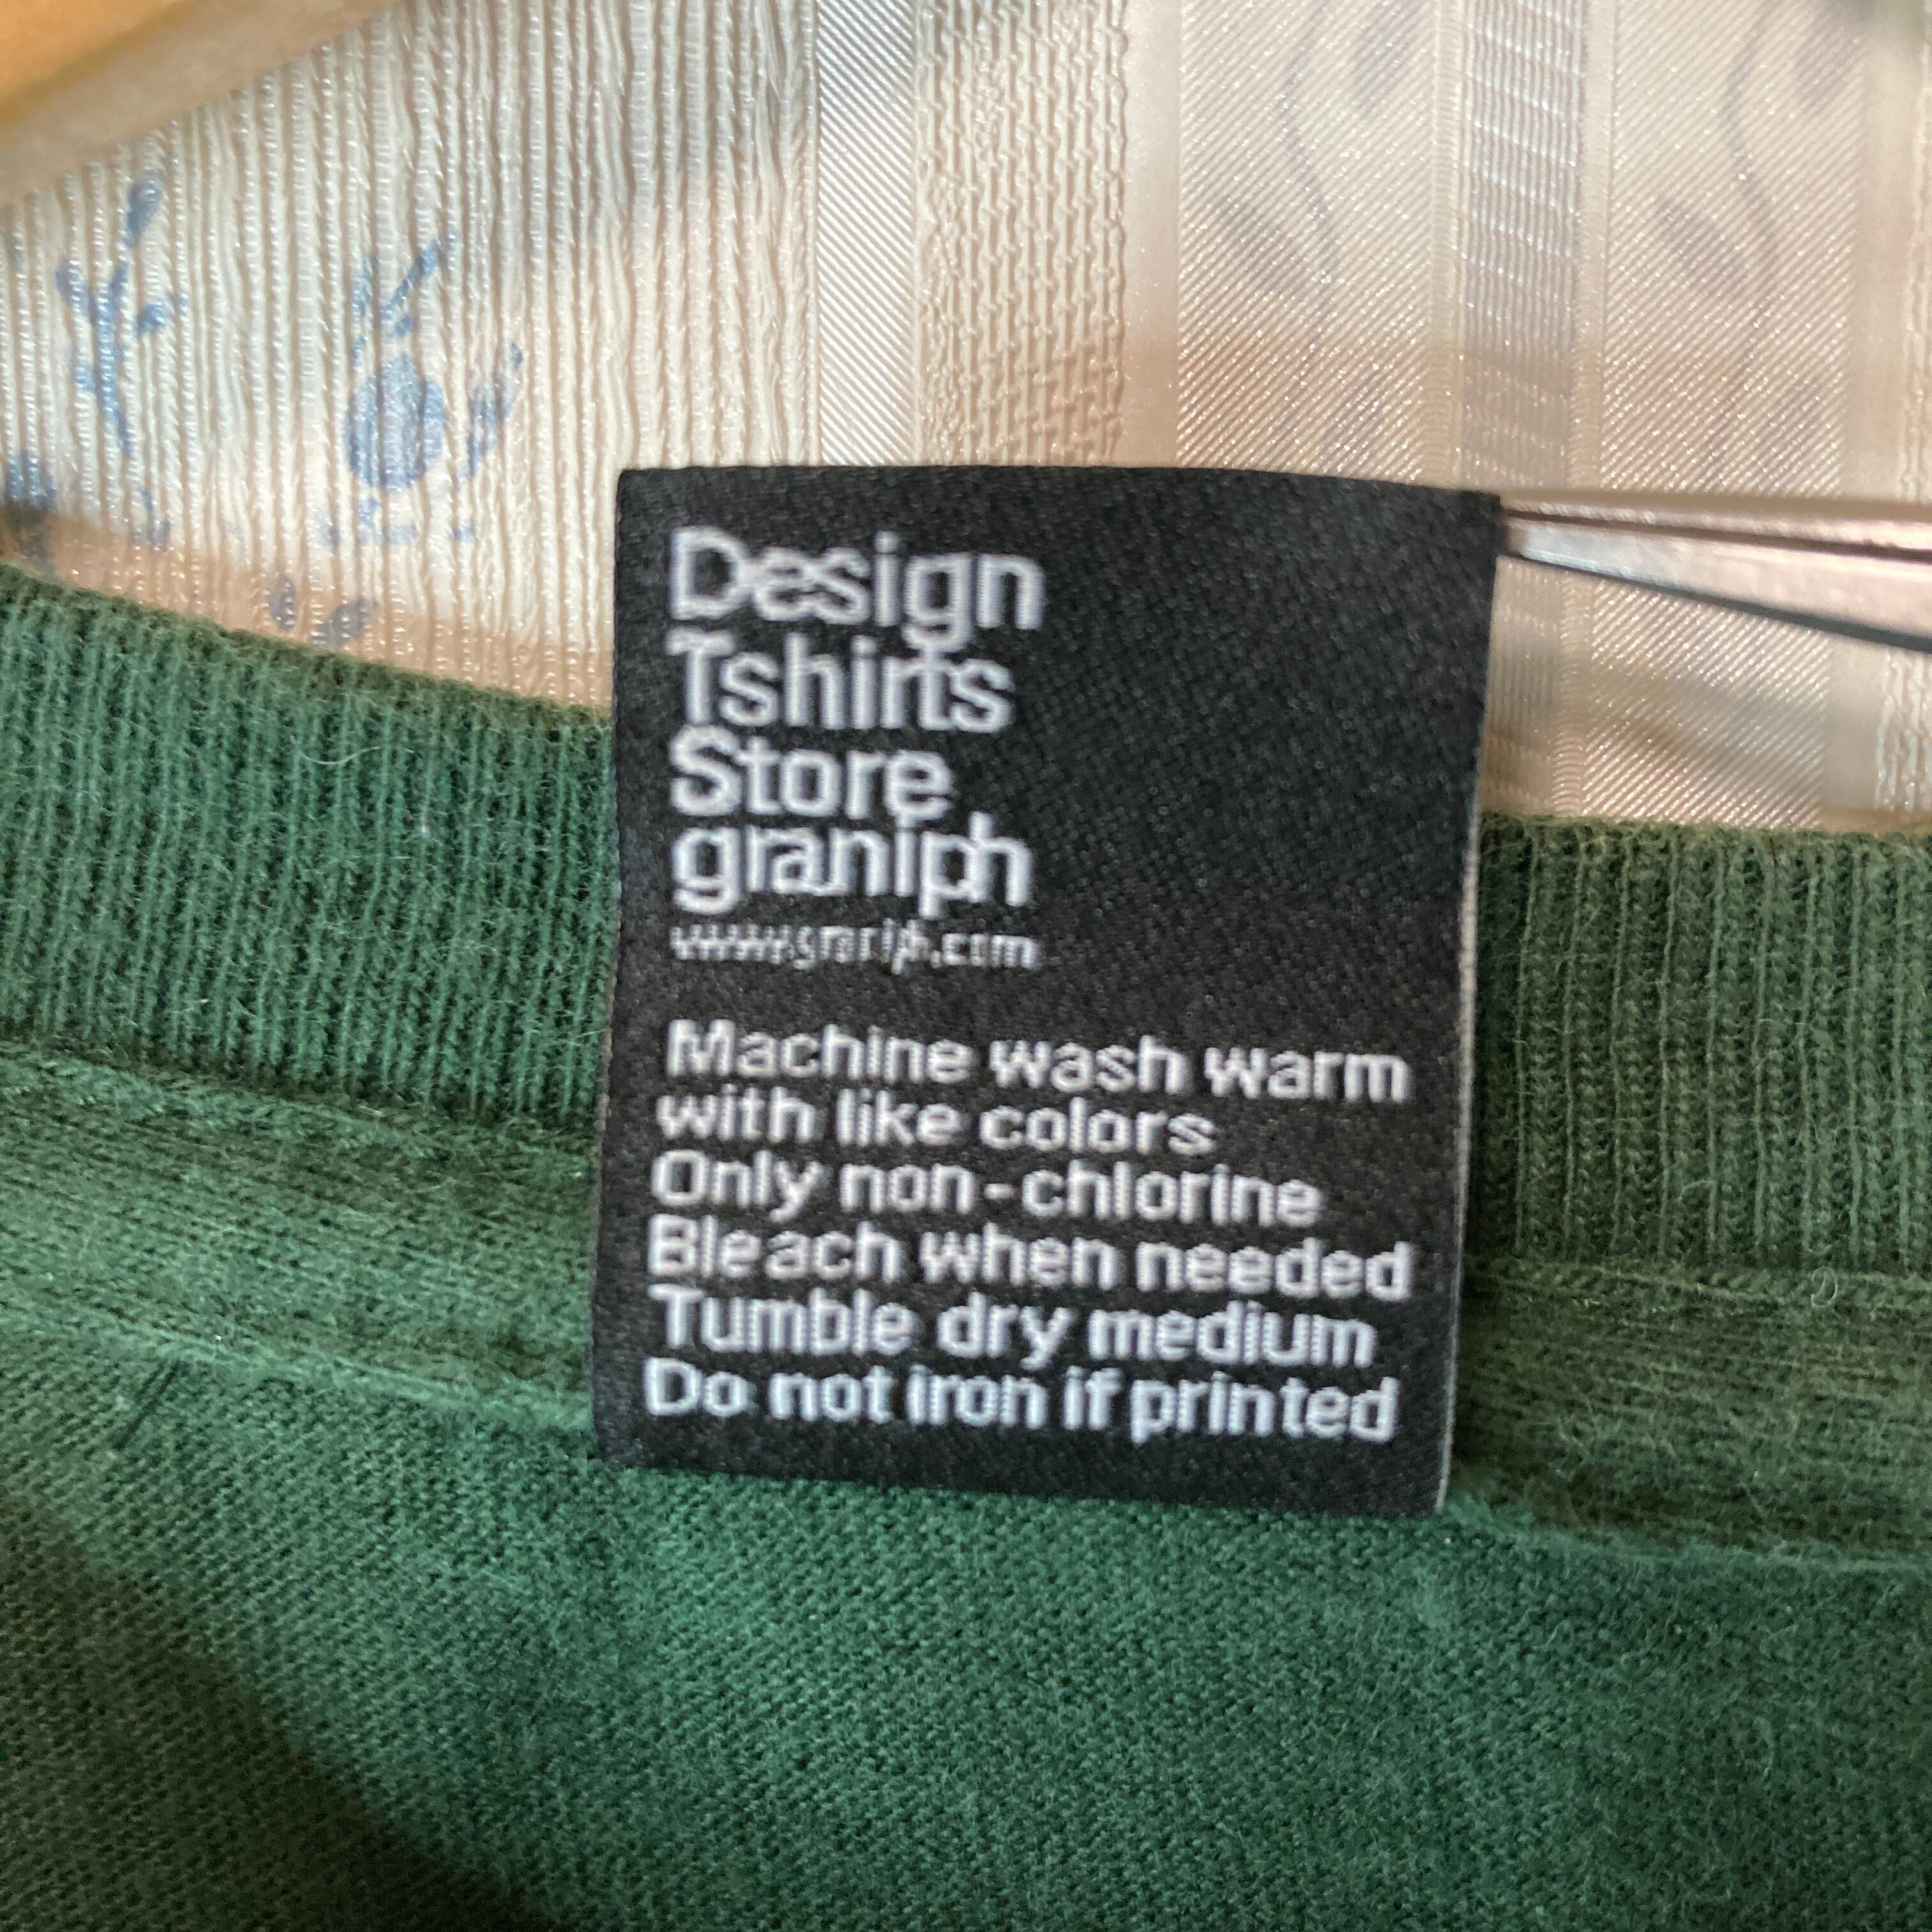 Design
Tshirts
Store
graniph
www.graniph.com
Machine wash warm
with like colors
Only non-chlorine
Bleach when needed
Tumble dry medium
Do not iron if printed